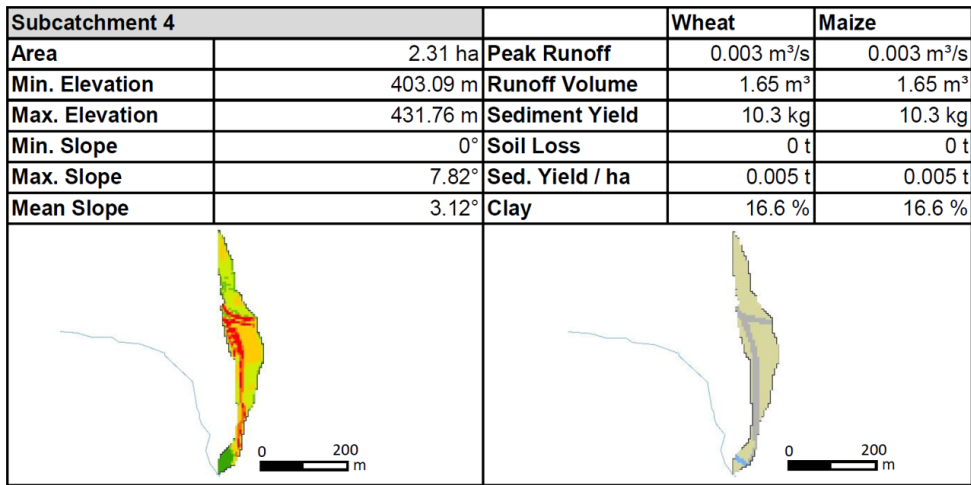 Subcatchment 4 Wheat Maize
Area 2.31 ha Peak Runoff 0.003 m³/s 0.003 m³/s
Min. Elevation 403.09 m Runoff Volume 1.65 m³ 1.65 m³
Max. Elevation 431.76 m Sediment Yield 10.3 kg 10.3 kg
Min. Slope 0° Soil Loss 0 t 0 t
Max. Slope 7.82° Sed. Yield / ha 0.005 t 0.005 t
Mean Slope 3.12° Clay 16.6 % 16.6 %
0 200 0 200
m m